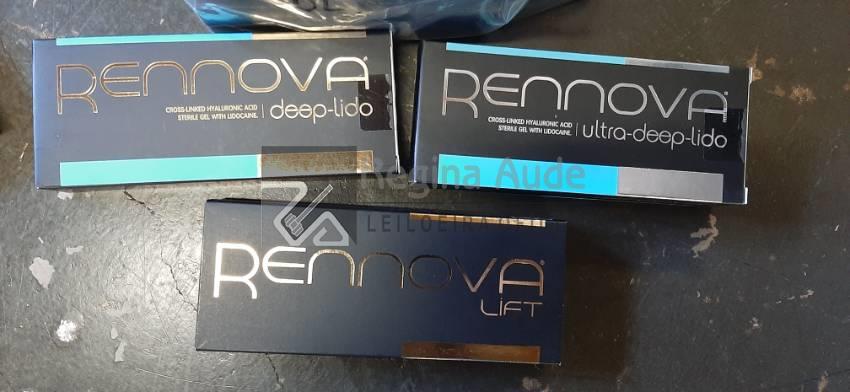 RENNOVA
CROSS-LINKED HYALURONIC ACID
STERILE GEL WITH LIDOCAINE.
deep-lido
RENNOVA
CROSS-LINKED HYALURONIC ACID
STERILE GEL WITH LIDOCAINE.
ultra-deep-lido
Regina Aude
RENNOVA
LIFT